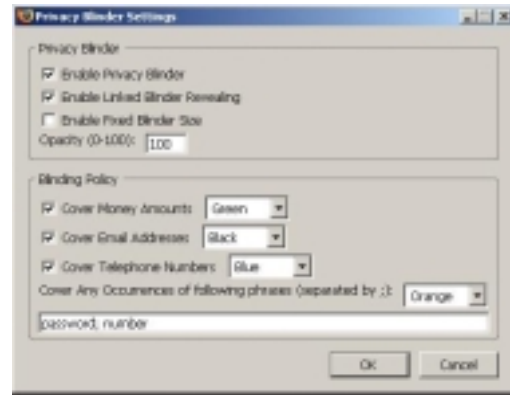 Privacy Blinder Settings
Privacy Blinder
Enable Privacy Blinder
Enable Linked Blinder Revealing
Enable Fixed Blinder Size
Opacity (0-100): 100
Blinding Policy
Cover Money Amounts Green
Cover Email Addresses Black
Cover Telephone Numbers Blue
Cover Any Occurrences of following phrases (separated by ;): Orange
password; number
OK Cancel